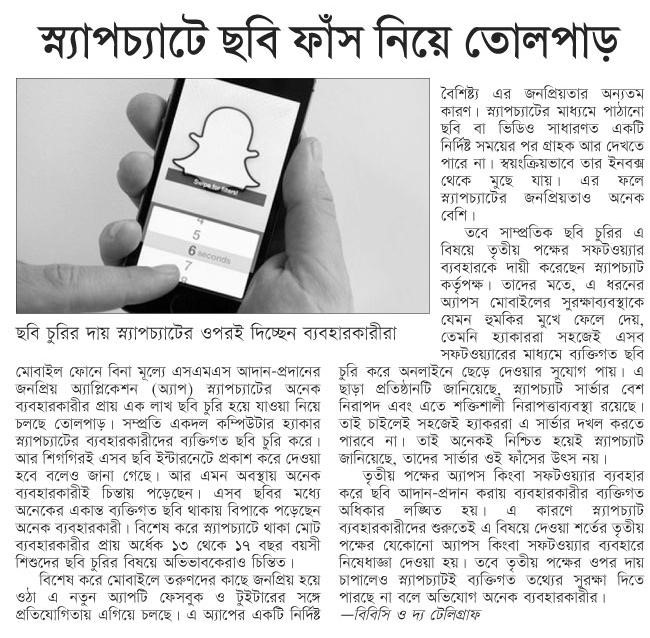 স্ন্যাপচ্যাটে ছবি ফাঁস নিয়ে তোলপাড়
Swipe for filters!
4
5
6 seconds
7
8
ছবি চুরির দায় স্ন্যাপচ্যাটের ওপরই দিচ্ছেন ব্যবহারকারীরা
মোবাইল ফোনে বিনা মূল্যে এসএমএস আদান-প্রদানের
জনপ্রিয় অ্যাপ্লিকেশন (অ্যাপ) স্ন্যাপচ্যাটের অনেক
ব্যবহারকারীর প্রায় এক লাখ ছবি চুরি হয়ে যাওয়া নিয়ে
চলছে তোলপাড়। সম্প্রতি একদল কম্পিউটার হ্যাকার
স্ন্যাপচ্যাটের ব্যবহারকারীদের ব্যক্তিগত ছবি চুরি করে।
আর শিগগিরই এসব ছবি ইন্টারনেটে প্রকাশ করে দেওয়া
হবে বলেও জানা গেছে। আর এমন অবস্থায় অনেক
ব্যবহারকারীই চিন্তায় পড়েছেন। এসব ছবির মধ্যে
অনেকের একান্ত ব্যক্তিগত ছবি থাকায় বিপাকে পড়েছেন
অনেক ব্যবহারকারী। বিশেষ করে স্ন্যাপচ্যাটে থাকা মোট
ব্যবহারকারীর প্রায় অর্ধেক ১৩ থেকে ১৭ বছর বয়সী
শিশুদের ছবি চুরির বিষয়ে অভিভাবকেরাও চিন্তিত।
বিশেষ করে মোবাইলে তরুণদের কাছে জনপ্রিয় হয়ে
ওঠা এ নতুন অ্যাপটি ফেসবুক ও টুইটারের সঙ্গে
প্রতিযোগিতায় এগিয়ে চলছে। এ অ্যাপের একটি নির্দিষ্ট
বৈশিষ্ট্য এর জনপ্রিয়তার অন্যতম
কারণ। স্ন্যাপচ্যাটের মাধ্যমে পাঠানো
ছবি বা ভিডিও সাধারণত একটি
নির্দিষ্ট সময়ের পর গ্রাহক আর দেখতে
পারে না। স্বয়ংক্রিয়ভাবে তার ইনবক্স
থেকে মুছে যায়। এর ফলে
স্ন্যাপচ্যাটের জনপ্রিয়তাও অনেক
বেশি।
তবে সাম্প্রতিক ছবি চুরির এ
বিষয়ে তৃতীয় পক্ষের সফটওয়্যার
ব্যবহারকে দায়ী করেছেন স্ন্যাপচ্যাট
কর্তৃপক্ষ। তাদের মতে, এ ধরনের
অ্যাপস মোবাইলের সুরক্ষাব্যবস্থাকে
যেমন হুমকির মুখে ফেলে দেয়,
তেমনি হ্যাকাররা সহজেই এসব
সফটওয়্যারের মাধ্যমে ব্যক্তিগত ছবি
চুরি করে অনলাইনে ছেড়ে দেওয়ার সুযোগ পায়। এ
ছাড়া প্রতিষ্ঠানটি জানিয়েছে, স্ন্যাপচ্যাট সার্ভার বেশ
নিরাপদ এবং এতে শক্তিশালী নিরাপত্তাব্যবস্থা রয়েছে।
তাই চাইলেই সহজেই হ্যাকররা এ সার্ভার দখল করতে
পারবে না। তাই অনেকই নিশ্চিত হয়েই স্ন্যাপচ্যাট
জানিয়েছে, তাদের সার্ভার ওই ফাঁসের উৎস নয়।
তৃতীয় পক্ষের অ্যাপস কিংবা সফটওয়্যার ব্যবহার
করে ছবি আদান-প্রদান করায় ব্যবহারকারীর ব্যক্তিগত
অধিকার লঙ্ঘিত হয়। এ কারণে স্ন্যাপচ্যাট
ব্যবহারকারীদের শুরুতেই এ বিষয়ে দেওয়া শর্তের তৃতীয়
পক্ষের যেকোনো অ্যাপস কিংবা সফটওয়্যার ব্যবহারে
নিষেধাজ্ঞা দেওয়া হয়। তবে তৃতীয় পক্ষের ওপর দায়
চাপালেও স্ন্যাপচ্যাটই ব্যক্তিগত তথ্যের সুরক্ষা দিতে
পারছে না বলে অভিযোগ অনেক ব্যবহারকারীর।
—বিবিসি ও দ্য টেলিগ্রাফ